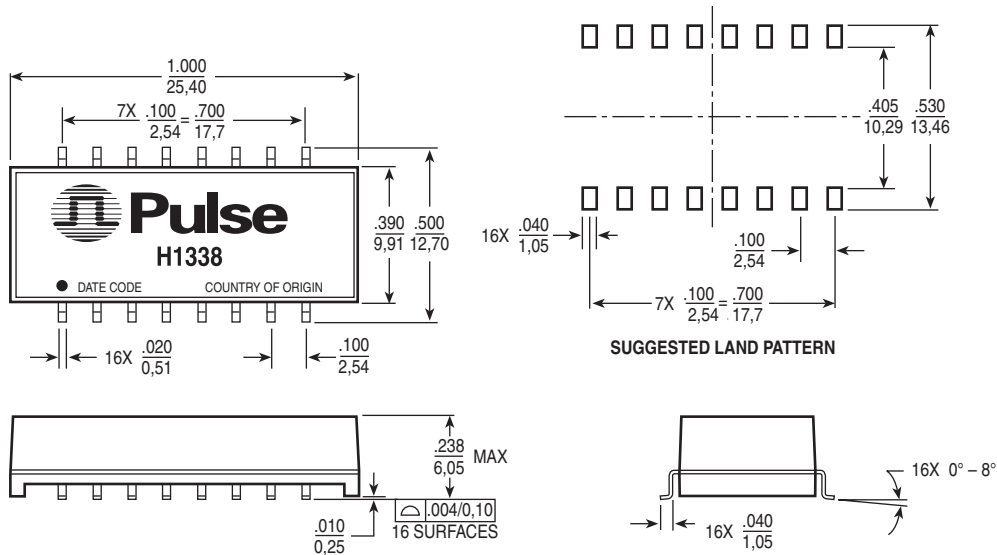 1.000
25,40
7X .100 = .700
2,54 17,7
Pulse
H1338
DATE CODE COUNTRY OF ORIGIN
.390 .500
9,91 12,70
16X .020
0,51
.100
2,54
.405 .530
10,29 13,46
16X .040
1,05
.100
2,54
7X .100 = .700
2,54 17,7
SUGGESTED LAND PATTERN
.238 MAX
6,05
.010
0,25
.004/0,10
16 SURFACES
16X 0° – 8°
16X .040
1,05